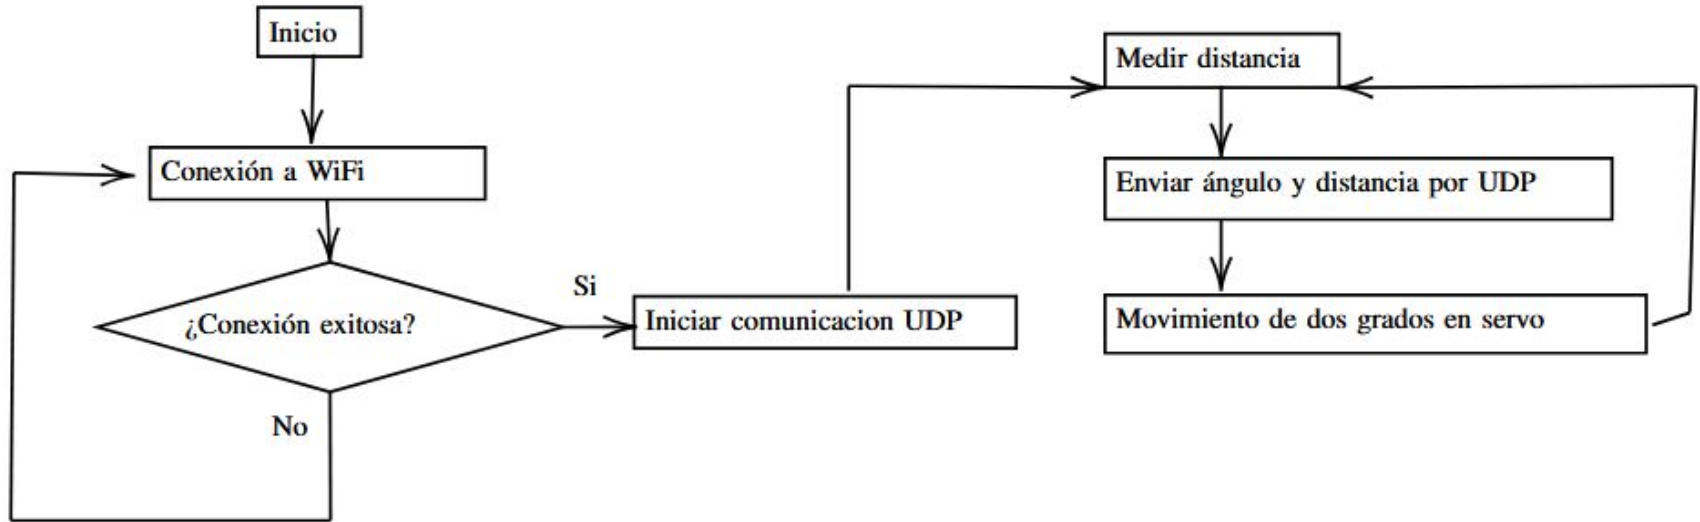 Inicio
Conexión a WiFi
¿Conexión exitosa?
No
Si
Iniciar comunicacion UDP
Medir distancia
Enviar ángulo y distancia por UDP
Movimiento de dos grados en servo